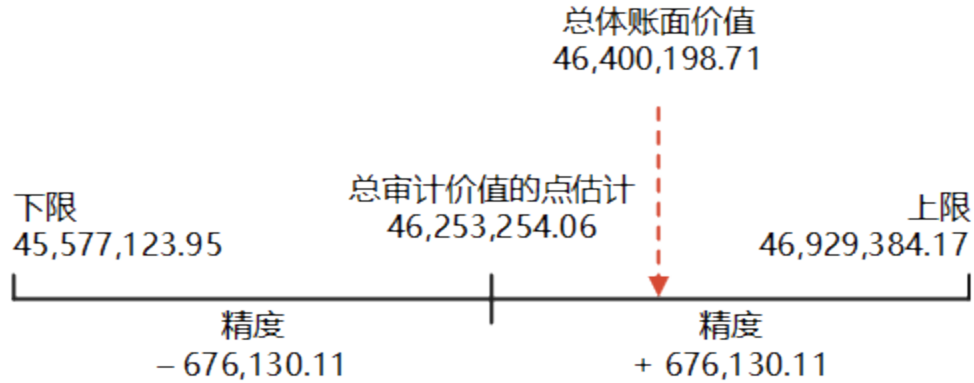 总体账面价值
46,400,198.71
总审计价值的点估计
46,253,254.06
下限
45,577,123.95
上限
46,929,384.17
精度
– 676,130.11
精度
+ 676,130.11